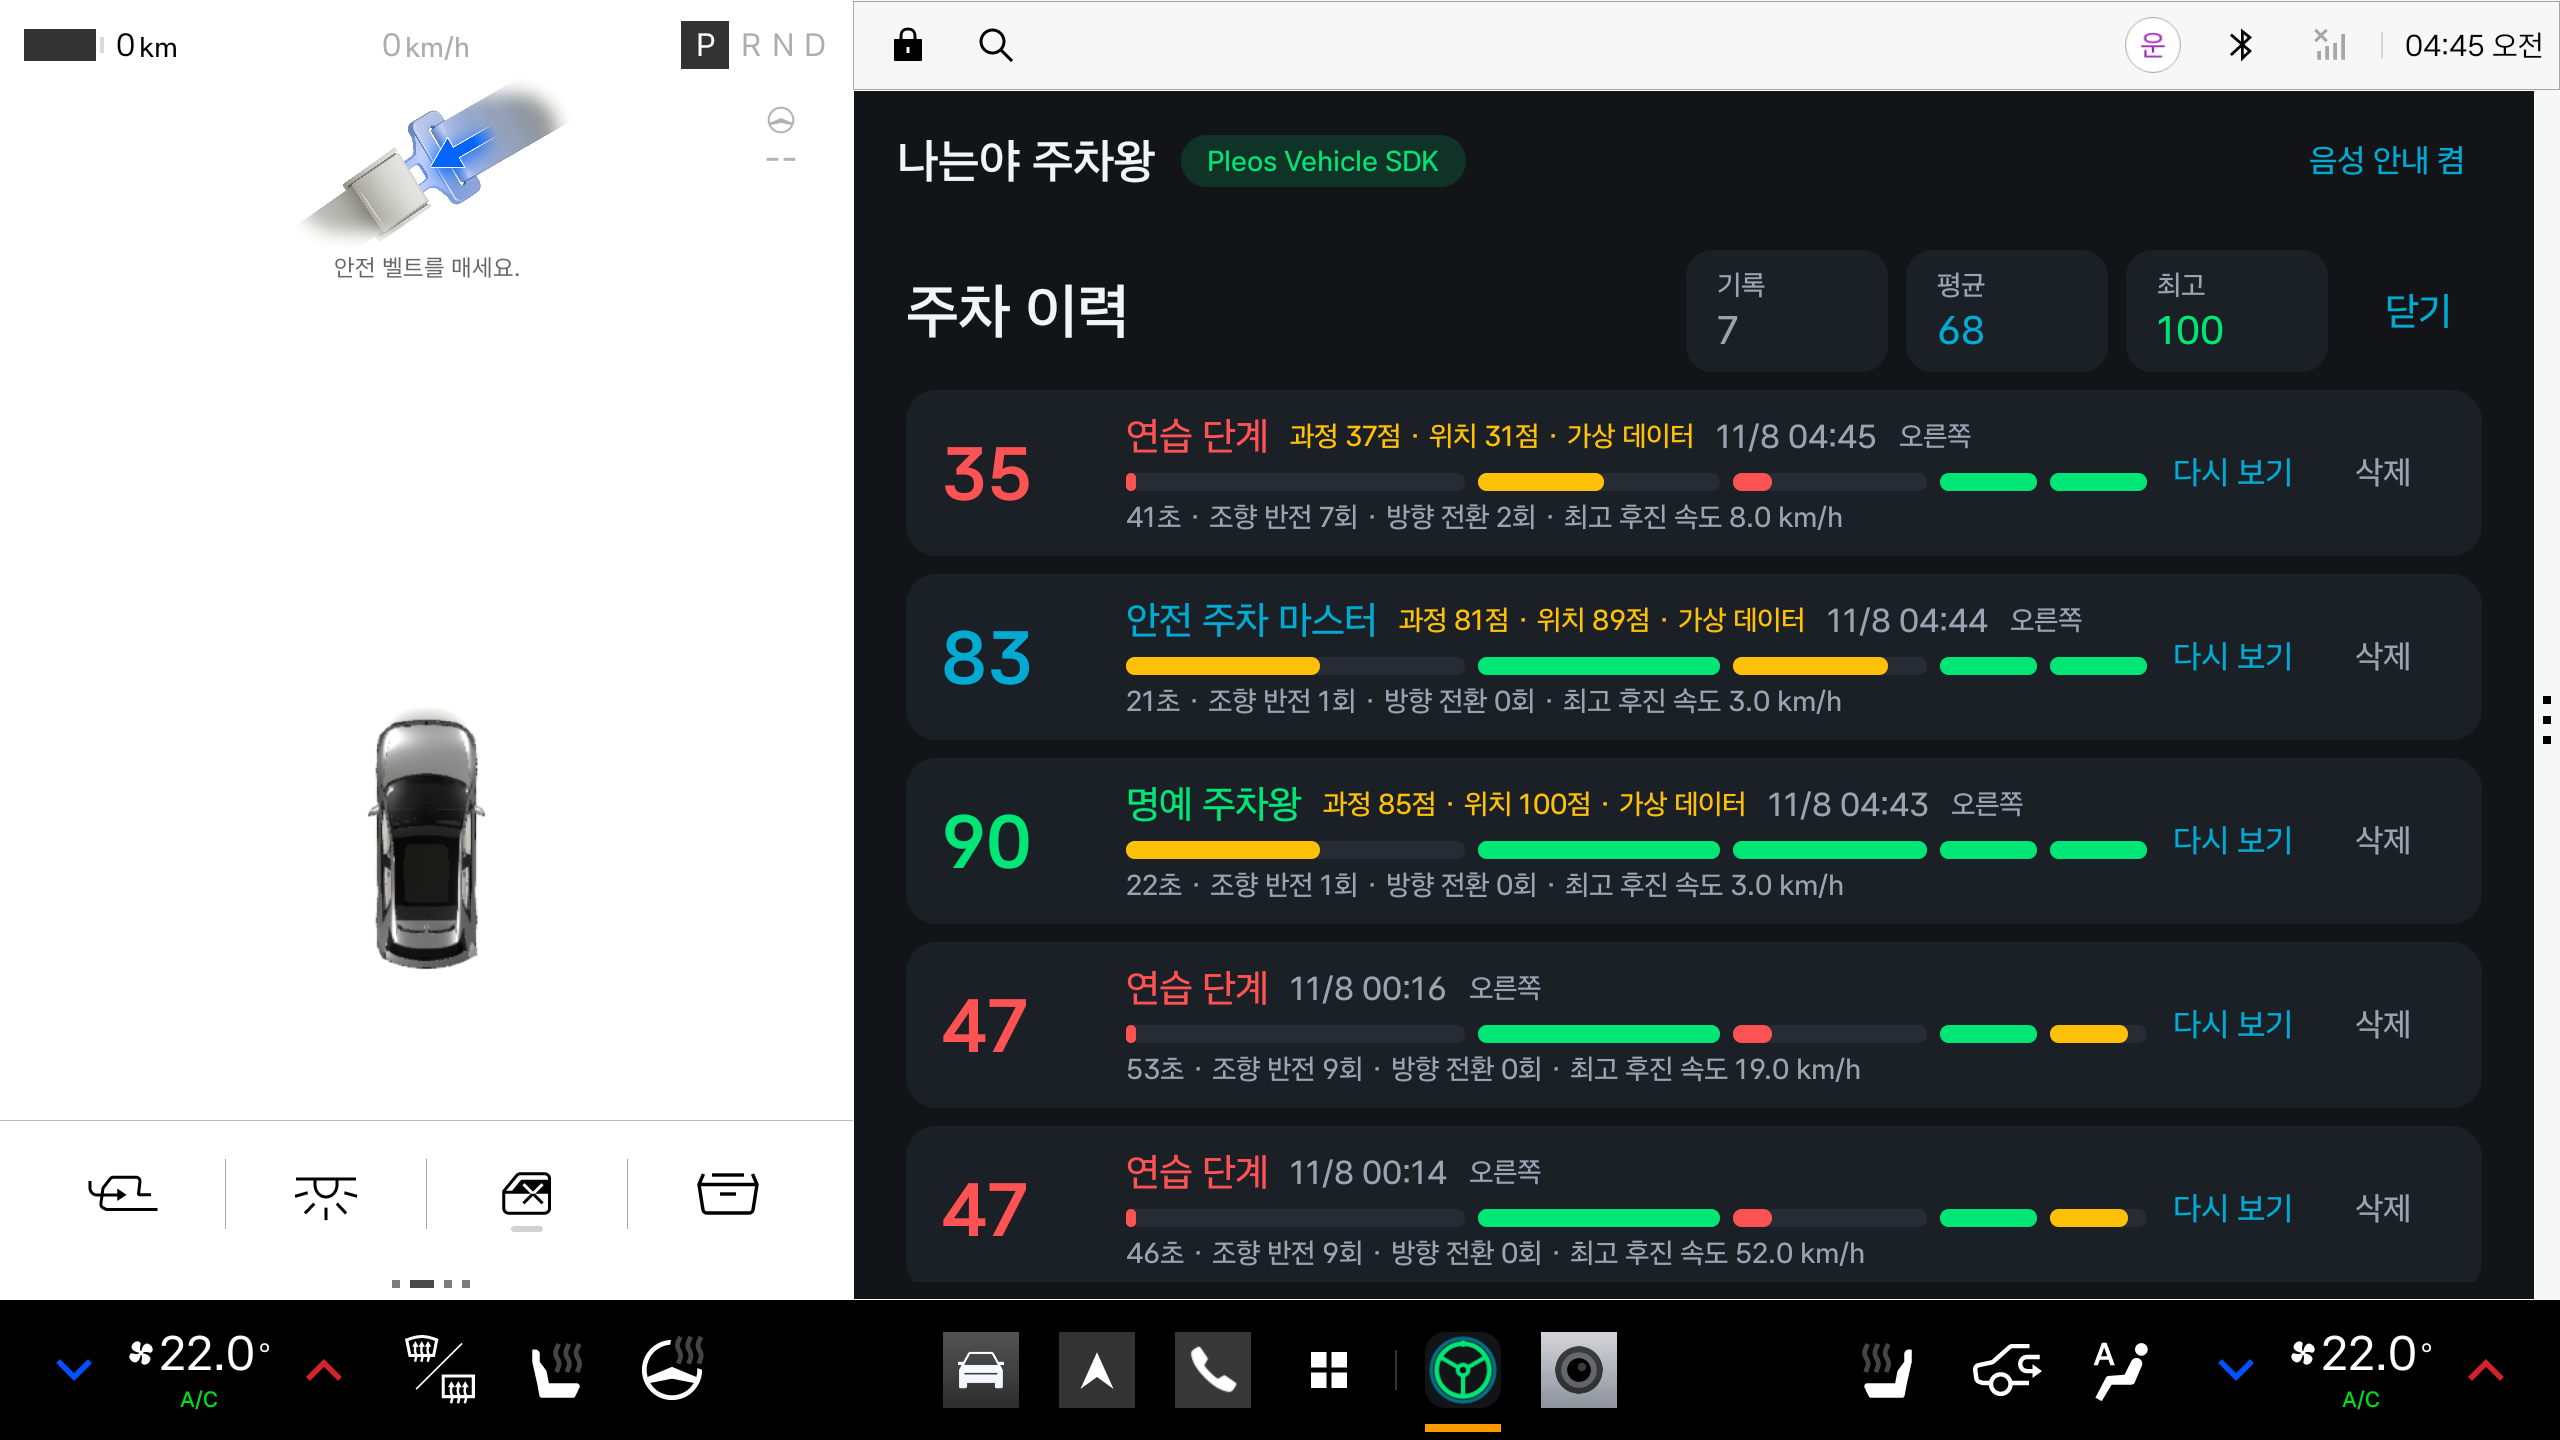 0 km
0 km/h
P R N D
--
안전 벨트를 매세요.
운
04:45 오전
나는야 주차왕
Pleos Vehicle SDK
음성 안내 켬
주차 이력
기록
7
평균
68
최고
100
닫기
35
연습 단계 과정 37점 · 위치 31점 · 가상 데이터 11/8 04:45 오른쪽
41초 · 조향 반전 7회 · 방향 전환 2회 · 최고 후진 속도 8.0 km/h
다시 보기
삭제
83
안전 주차 마스터 과정 81점 · 위치 89점 · 가상 데이터 11/8 04:44 오른쪽
21초 · 조향 반전 1회 · 방향 전환 0회 · 최고 후진 속도 3.0 km/h
다시 보기
삭제
90
명예 주차왕 과정 85점 · 위치 100점 · 가상 데이터 11/8 04:43 오른쪽
22초 · 조향 반전 1회 · 방향 전환 0회 · 최고 후진 속도 3.0 km/h
다시 보기
삭제
47
연습 단계 11/8 00:16 오른쪽
53초 · 조향 반전 9회 · 방향 전환 0회 · 최고 후진 속도 19.0 km/h
다시 보기
삭제
47
연습 단계 11/8 00:14 오른쪽
46초 · 조향 반전 9회 · 방향 전환 0회 · 최고 후진 속도 52.0 km/h
다시 보기
삭제
22.0°
A/C
A
22.0°
A/C